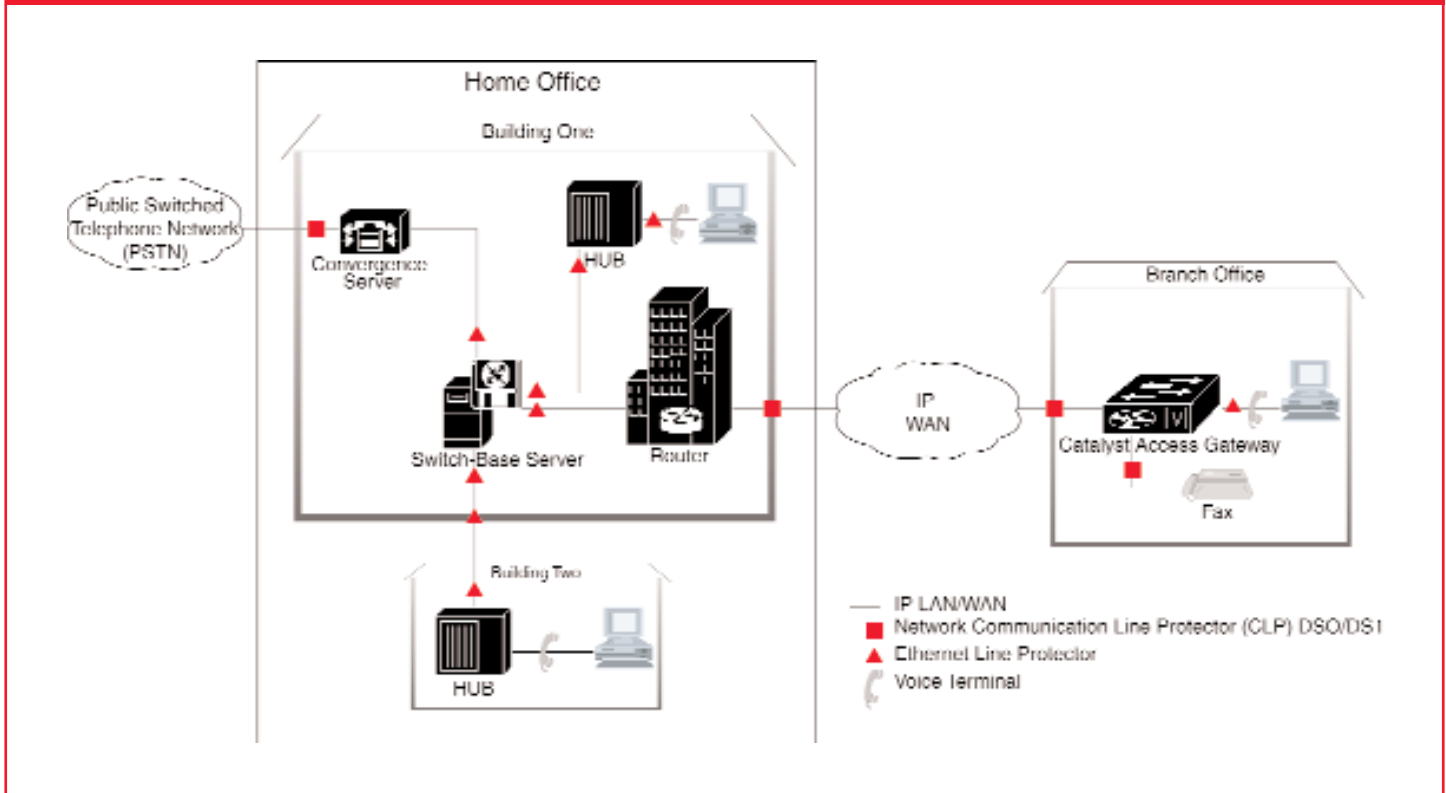 Home Office
Building One
Public Switched
Telephone Network
(PSTN)
Convergence
Server
HUB
Switch-Base Server
Router
Building Two
HUB
IP
WAN
Branch Office
Catalyst Access Gateway
Fax
IP LAN/WAN
Network Communication Line Protector (CLP) DSO/DS1
Ethernet Line Protector
Voice Terminal